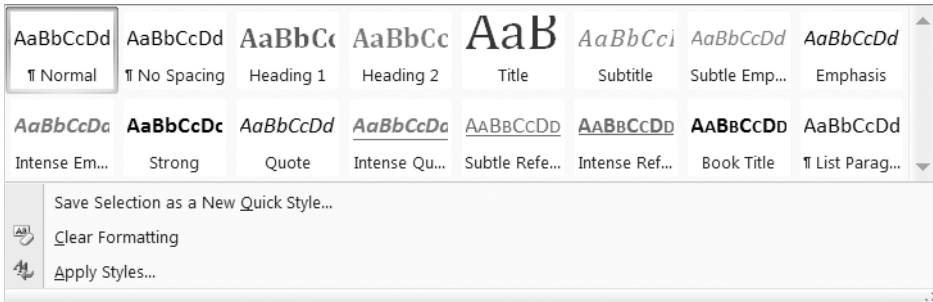 AaBbCcDd AaBbCcDd AaBbCc AaBbCc AaB AaBbCcl AaBbCcDd AaBbCcDd
¶ Normal ¶ No Spacing Heading 1 Heading 2 Title Subtitle Subtle Emp... Emphasis
AaBbCcDd AaBbCcDc AaBbCcDd AaBbCcDd AABBCCDD AABBCCDD AABBCCDD AaBbCcDd
Intense Em... Strong Quote Intense Qu... Subtle Refe... Intense Ref... Book Title ¶ List Parag...
Save Selection as a New Quick Style...
Clear Formatting
Apply Styles...